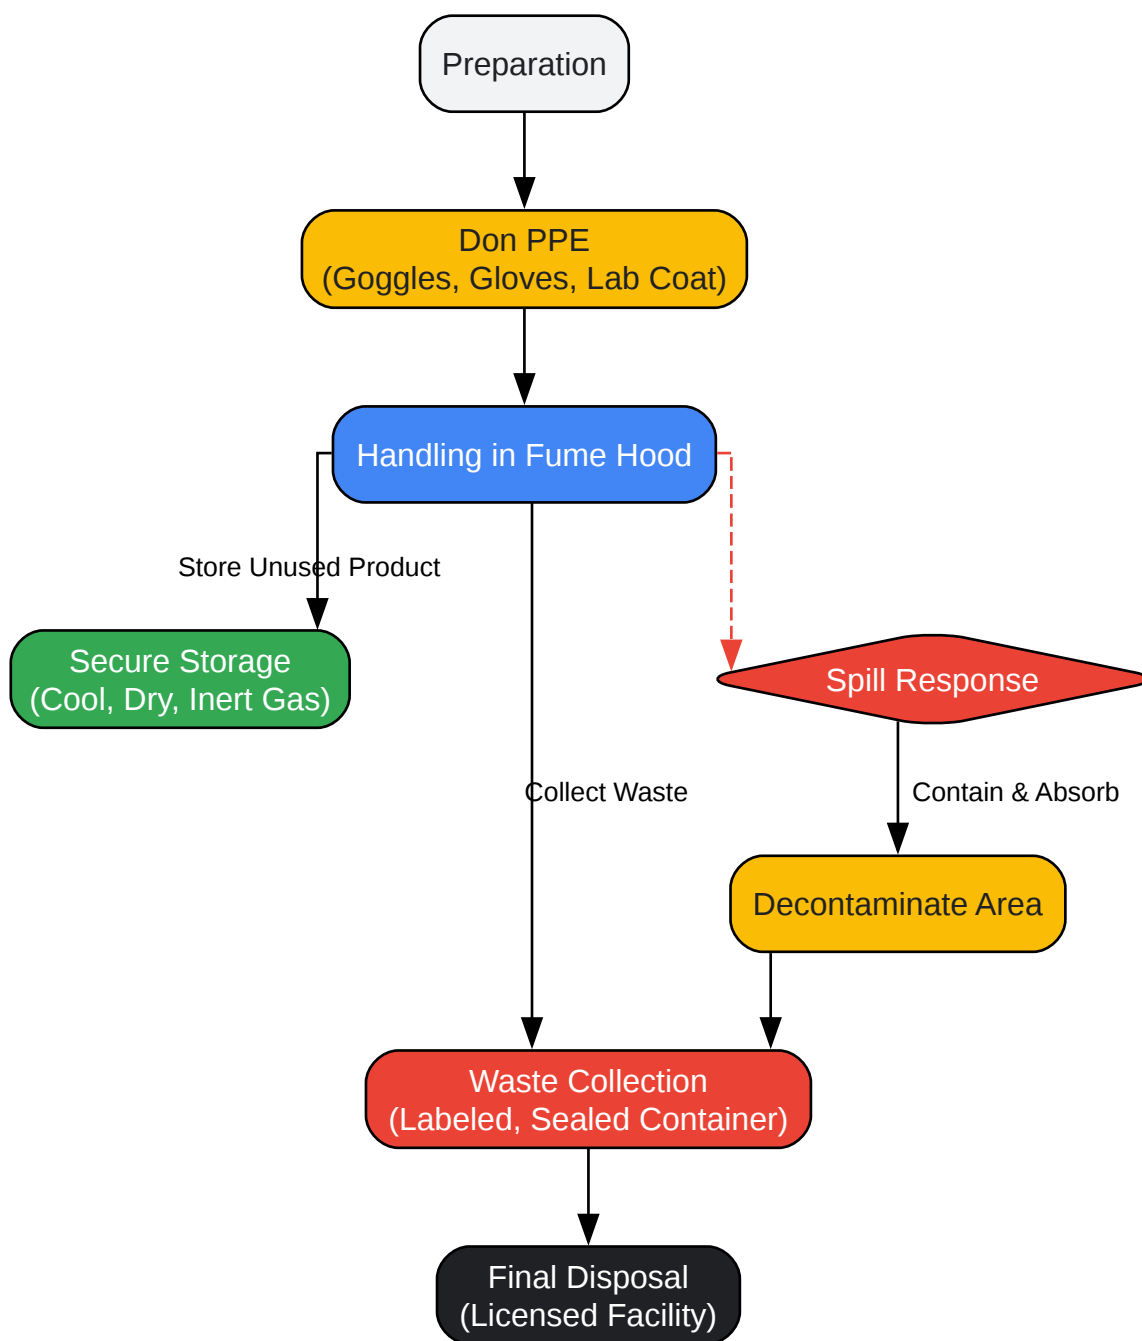 Preparation
Don PPE
(Goggles, Gloves, Lab Coat)
Handling in Fume Hood
Store Unused Product
Secure Storage
(Cool, Dry, Inert Gas)
Spill Response
Collect Waste
Contain & Absorb
Decontaminate Area
Waste Collection
(Labeled, Sealed Container)
Final Disposal
(Licensed Facility)